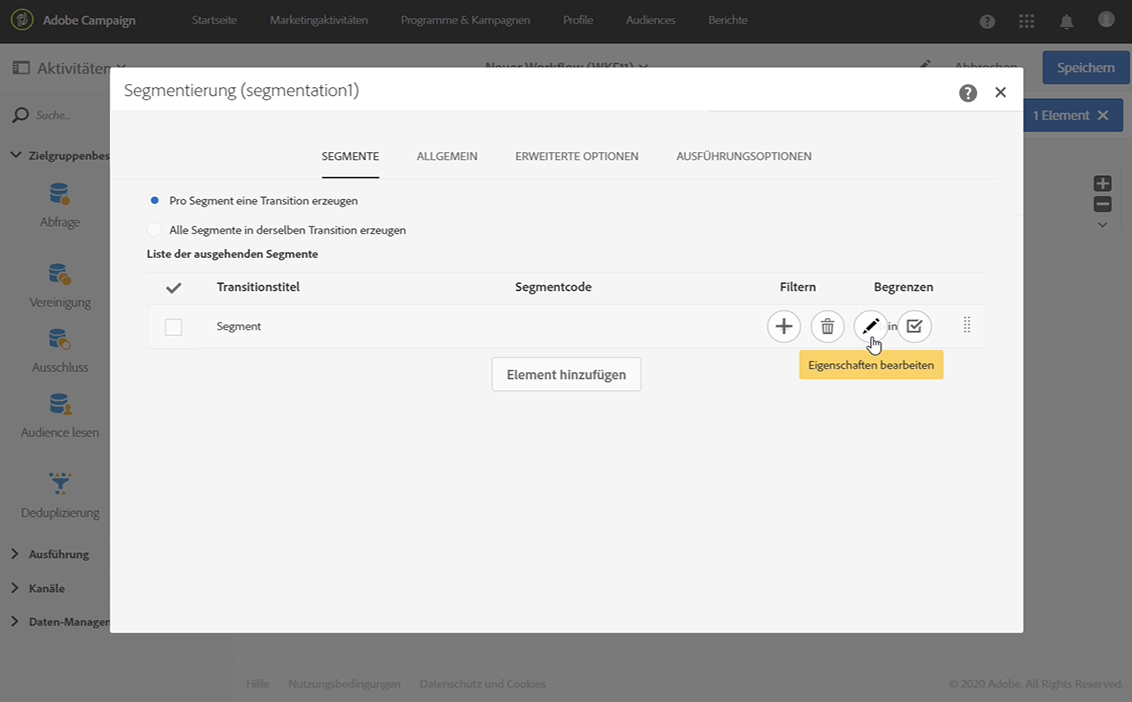 Adobe Campaign
Startseite
Marketingaktivitäten
Programme & Kampagnen
Profile
Audiences
Berichte
Aktivitäten
Neuer Workflow (WKF11)
Abbrechen
Speichern
Segmentierung (segmentation1)
Suche...
1 Element
Zielgruppenbes
SEGMENTE
ALLGEMEIN
ERWEITERTE OPTIONEN
AUSFÜHRUNGSOPTIONEN
Pro Segment eine Transition erzeugen
Alle Segmente in derselben Transition erzeugen
Liste der ausgehenden Segmente
Transitionstitel
Segmentcode
Filtern
Begrenzen
Segment
in
Eigenschaften bearbeiten
Element hinzufügen
Abfrage
Vereinigung
Ausschluss
Audience lesen
Deduplizierung
Ausführung
Kanäle
Daten-Managem
Hilfe
Nutzungsbedingungen
Datenschutz und Cookies
© 2020 Adobe. All Rights Reserved.